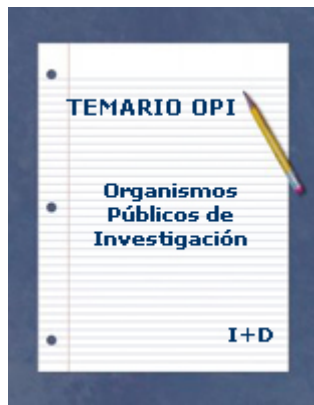 TEMARIO OPI
Organismos
Públicos de
Investigación
I+D